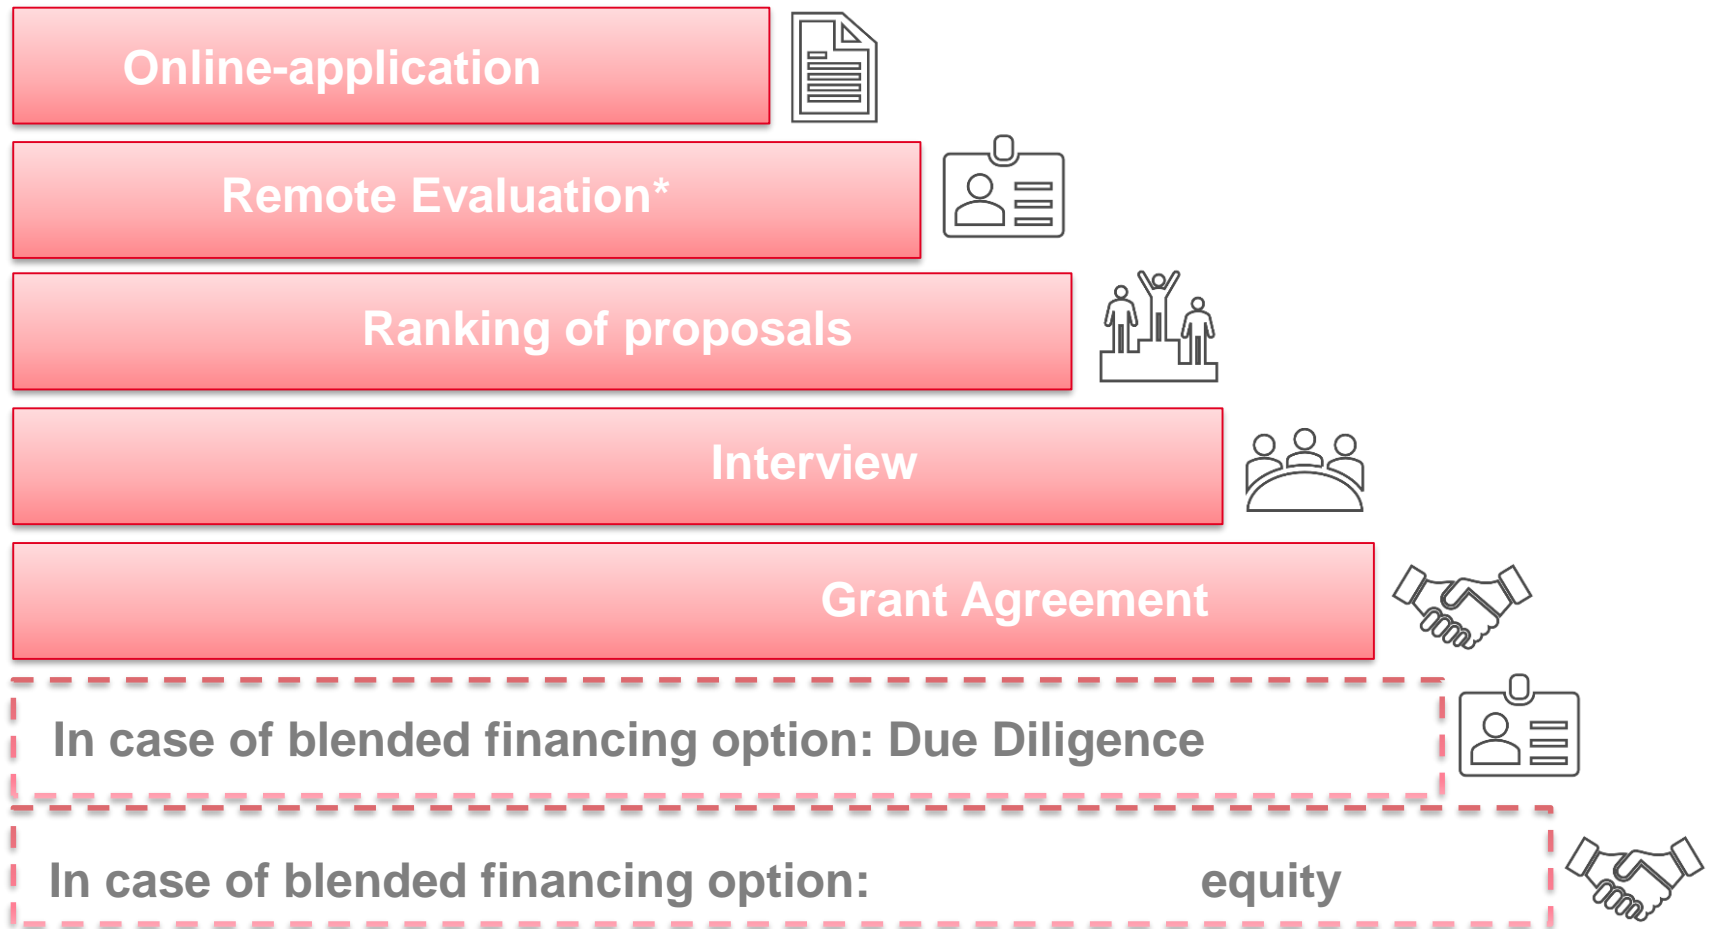 Online-application
Remote Evaluation*
Ranking of proposals
Interview
Grant Agreement
In case of blended financing option: Due Diligence
In case of blended financing option: equity